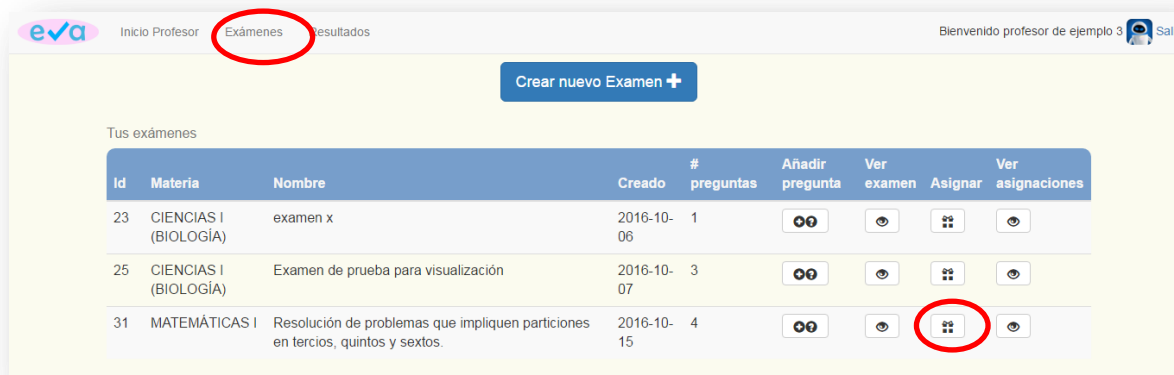 eva Inicio Profesor Exámenes Resultados Bienvenido profesor de ejemplo 3 Sal
Crear nuevo Examen
Tus exámenes
Id Materia Nombre Creado # preguntas Añadir pregunta Ver examen Asignar Ver asignaciones
23 CIENCIAS I (BIOLOGÍA) examen x 2016-10-06 1
25 CIENCIAS I (BIOLOGÍA) Examen de prueba para visualización 2016-10-07 3
31 MATEMÁTICAS I Resolución de problemas que impliquen particiones en tercios, quintos y sextos. 2016-10-15 4